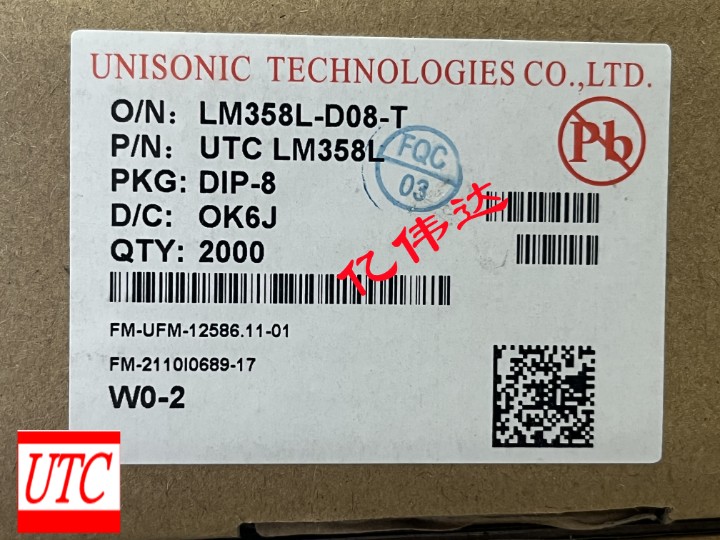 UNISONIC TECHNOLOGIES CO.,LTD.
O/N: LM358L-D08-T
P/N: UTC LM358L
PKG: DIP-8
D/C: OK6J
QTY: 2000
Pb
FQC
03
亿伟达
FM-UFM-12586.11-01
FM-2110I0689-17
W0-2
UTC